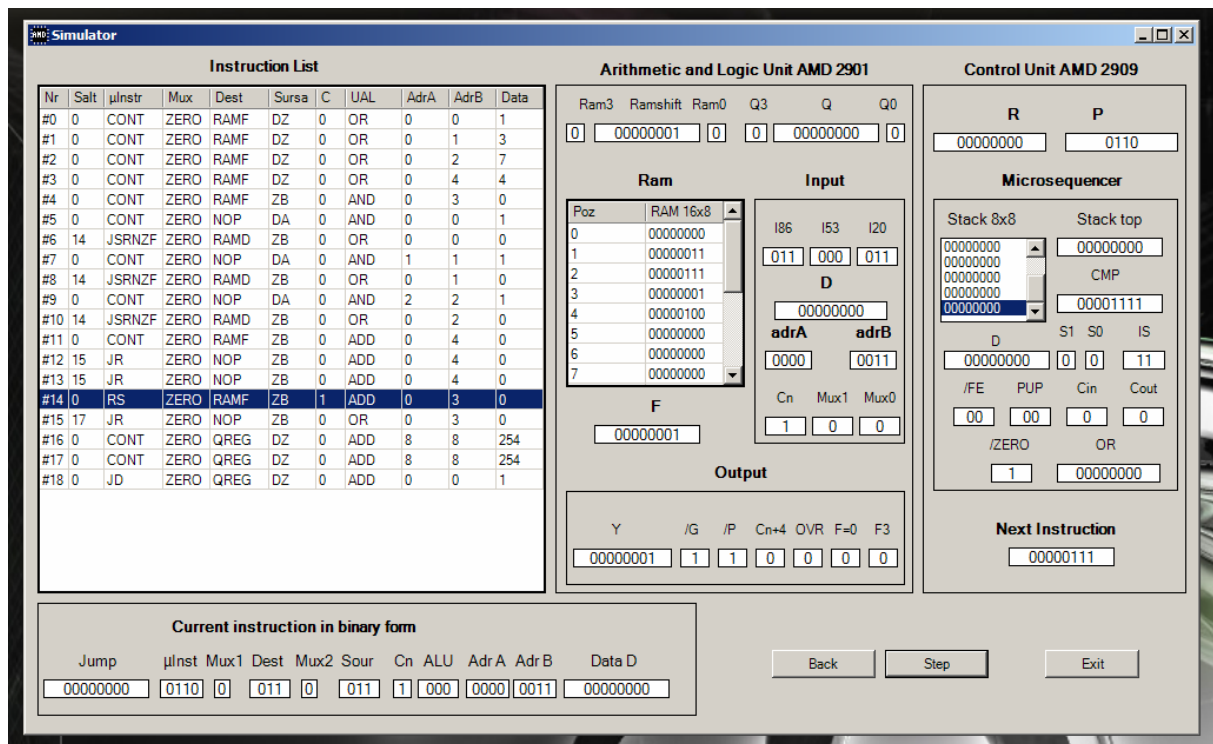 AMD Simulator
Instruction List
Nr Salt µInstr Mux Dest Sursa C UAL AdrA AdrB Data
#0 0 CONT ZERO RAMF DZ 0 OR 0 0 1
#1 0 CONT ZERO RAMF DZ 0 OR 0 1 3
#2 0 CONT ZERO RAMF DZ 0 OR 0 2 7
#3 0 CONT ZERO RAMF DZ 0 OR 0 4 4
#4 0 CONT ZERO RAMF ZB 0 AND 0 3 0
#5 0 CONT ZERO NOP DA 0 AND 0 0 1
#6 14 JSRNZF ZERO RAMD ZB 0 OR 0 0 0
#7 0 CONT ZERO NOP DA 0 AND 1 1 1
#8 14 JSRNZF ZERO RAMD ZB 0 OR 0 1 0
#9 0 CONT ZERO NOP DA 0 AND 2 2 1
#10 14 JSRNZF ZERO RAMD ZB 0 OR 0 2 0
#11 0 CONT ZERO RAMF ZB 0 ADD 0 4 0
#12 15 JR ZERO NOP ZB 0 ADD 0 4 0
#13 15 JR ZERO NOP ZB 0 ADD 0 4 0
#14 0 RS ZERO RAMF ZB 1 ADD 0 3 0
#15 17 JR ZERO NOP ZB 0 OR 0 3 0
#16 0 CONT ZERO QREG DZ 0 ADD 8 8 254
#17 0 CONT ZERO QREG DZ 0 ADD 8 8 254
#18 0 JD ZERO QREG DZ 0 ADD 0 0 1
Arithmetic and Logic Unit AMD 2901
Ram3 Ramshift Ram0 Q3 Q Q0
0 00000001 0 0 00000000 0
Ram
Poz RAM 16x8
0 00000000
1 00000011
2 00000111
3 00000001
4 00000100
5 00000000
6 00000000
7 00000000
F
00000001
Input
I86 I53 I20
011 000 011
D
00000000
adrA adrB
0000 0011
Cn Mux1 Mux0
1 0 0
Output
Y /G /P Cn+4 OVR F=0 F3
00000001 1 1 0 0 0 0
Control Unit AMD 2909
R P
00000000 0110
Microsequencer
Stack 8x8 Stack top
00000000
00000000
00000000
00000000
00000000
00000000
CMP
00001111
D S1 S0 IS
00000000 0 0 11
/FE PUP Cin Cout
00 00 0 0
/ZERO OR
1 00000000
Next Instruction
00000111
Current instruction in binary form
Jump µInst Mux1 Dest Mux2 Sour Cn ALU Adr A Adr B Data D
00000000 0110 0 011 0 011 1 000 0000 0011 00000000
Back Step Exit